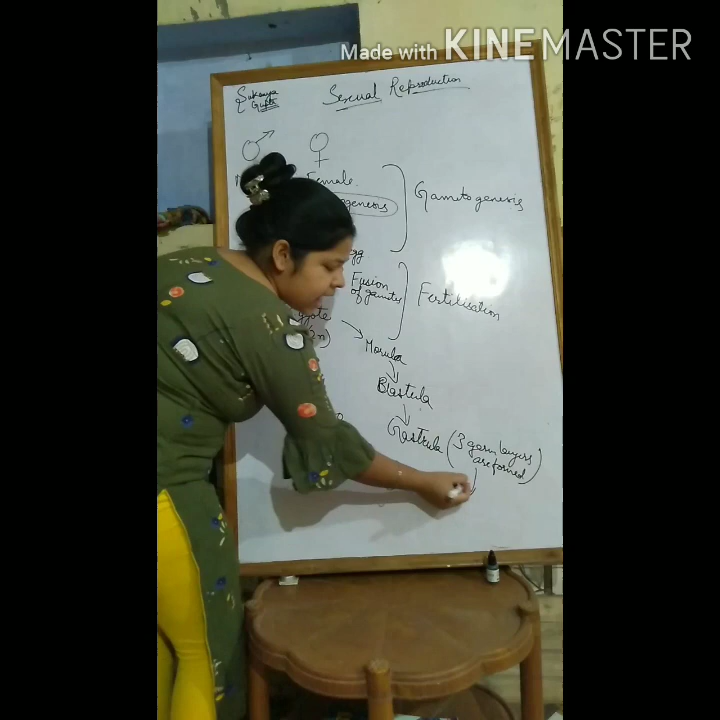 Made with KINEMASTER
Sukanya
Gupta
Sexual Reproduction
Female
Gametogenesis
Fusion
of gametes
Fertilisation
(2n)
Morula
Blastula
Gastrula (3 germ layers
are formed)